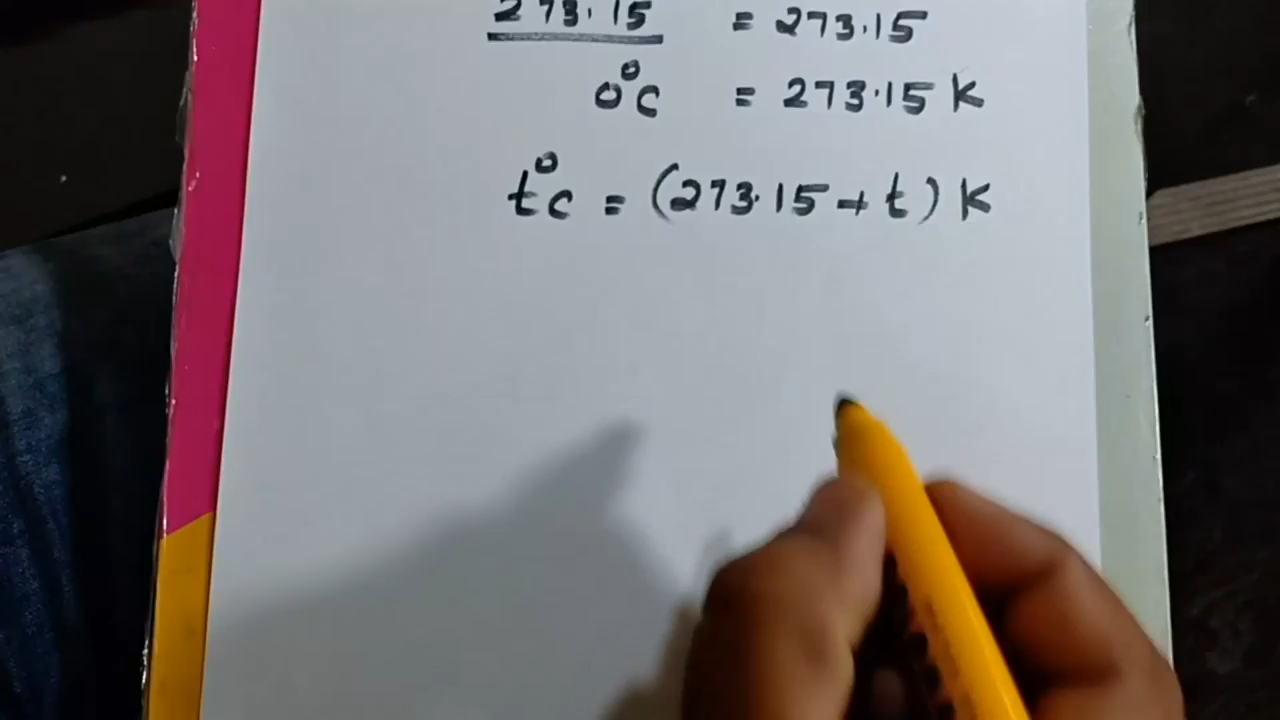 273.15 = 273.15
0°C = 273.15 K
t°C = (273.15 + t) K